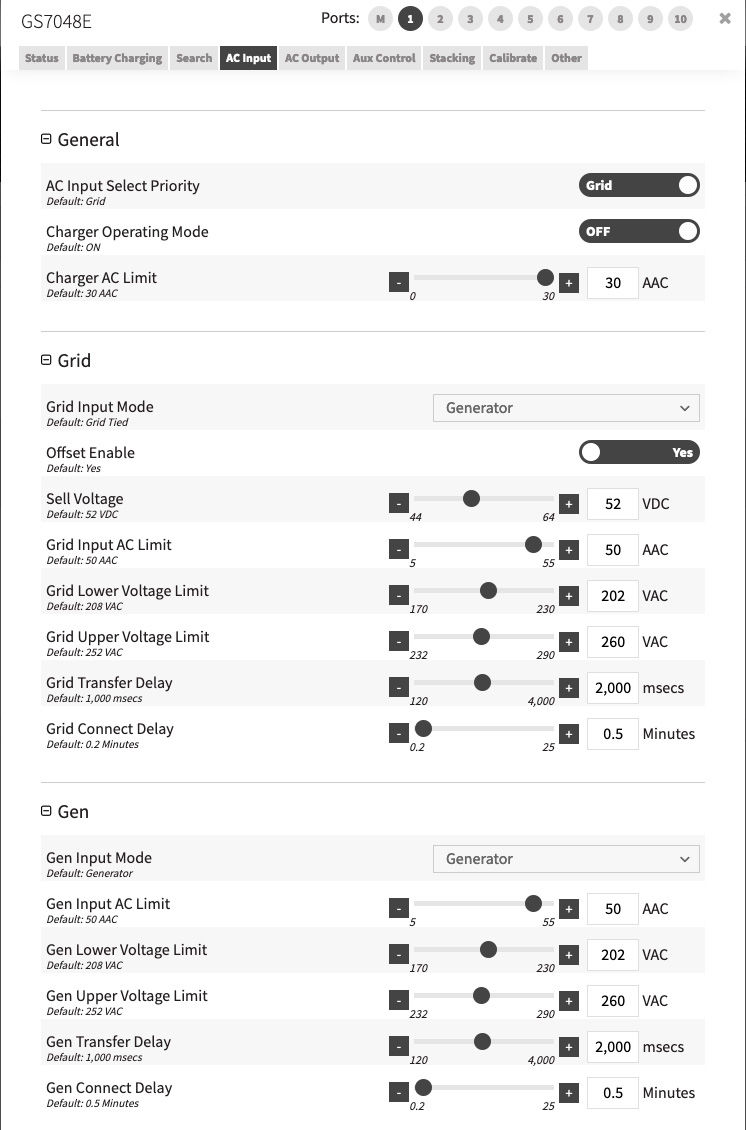 GS7048E
Ports: M 1 2 3 4 5 6 7 8 9 10
Status Battery Charging Search AC Input AC Output Aux Control Stacking Calibrate Other
General
AC Input Select Priority Grid
Default: Grid
Charger Operating Mode OFF
Default: ON
Charger AC Limit - + 30 AAC
Default: 30 AAC 0 30
Grid
Grid Input Mode Generator
Default: Grid Tied
Offset Enable Yes
Default: Yes
Sell Voltage - + 52 VDC
Default: 52 VDC 44 64
Grid Input AC Limit - + 50 AAC
Default: 50 AAC 5 55
Grid Lower Voltage Limit - + 202 VAC
Default: 208 VAC 170 230
Grid Upper Voltage Limit - + 260 VAC
Default: 252 VAC 232 290
Grid Transfer Delay - + 2,000 msecs
Default: 1,000 msecs 120 4,000
Grid Connect Delay - + 0.5 Minutes
Default: 0.2 Minutes 0.2 25
Gen
Gen Input Mode Generator
Default: Generator
Gen Input AC Limit - + 50 AAC
Default: 50 AAC 5 55
Gen Lower Voltage Limit - + 202 VAC
Default: 208 VAC 170 230
Gen Upper Voltage Limit - + 260 VAC
Default: 252 VAC 232 290
Gen Transfer Delay - + 2,000 msecs
Default: 1,000 msecs 120 4,000
Gen Connect Delay - + 0.5 Minutes
Default: 0.5 Minutes 0.2 25